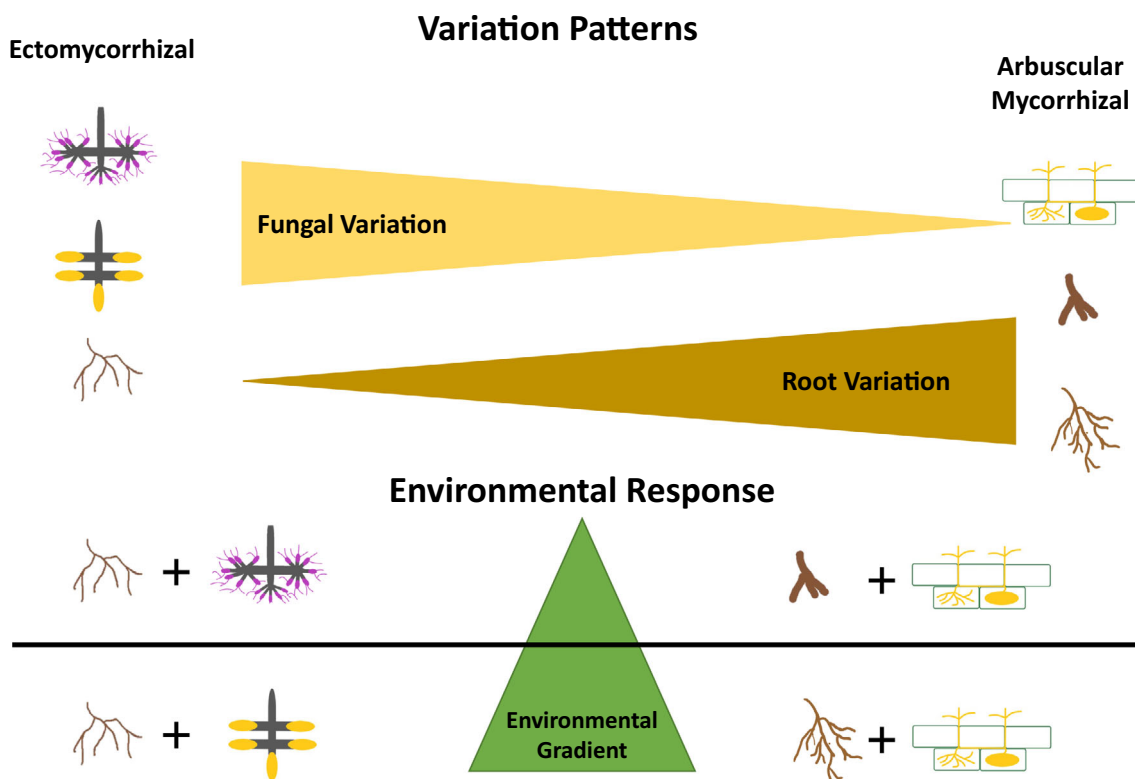 Variation Patterns
Ectomycorrhizal
Arbuscular
Mycorrhizal
Fungal Variation
Root Variation
Environmental Response
Environmental
Gradient